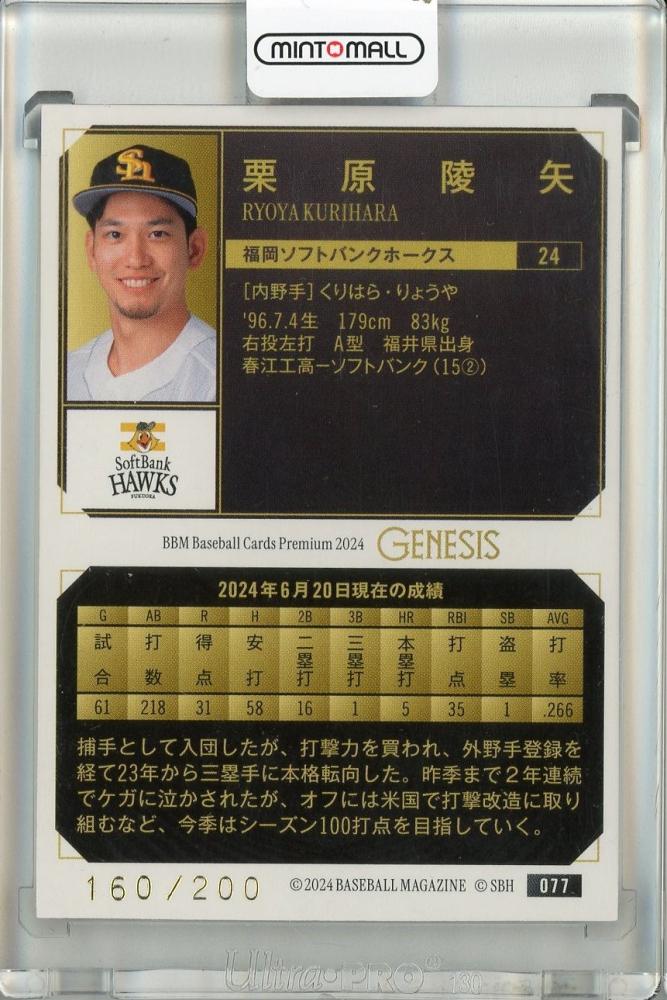 MINTOMALL
栗原陵矢
RYOYA KURIHARA
福岡ソフトバンクホークス 24
［内野手］くりはら・りょうや
'96.7.4生 179cm 83kg
右投左打 A型 福井県出身
春江工高ーソフトバンク（15②）
SoftBank
HAWKS
FUKUOKA
BBM Baseball Cards Premium 2024 GENESIS
2024年6月20日現在の成績
G AB R H 2B 3B HR RBI SB AVG
試合 打数 得点 安打 二塁打 三塁打 本塁打 打点 盗塁 打率
61 218 31 58 16 1 5 35 1 .266
捕手として入団したが、打撃力を買われ、外野手登録を
経て23年から三塁手に本格転向した。昨季まで2年連続
でケガに泣かされたが、オフには米国で打撃改造に取り
組むなど、今季はシーズン100打点を目指していく。
160/200 ©2024 BASEBALL MAGAZINE ©SBH 077
Ultra·PRO® 130